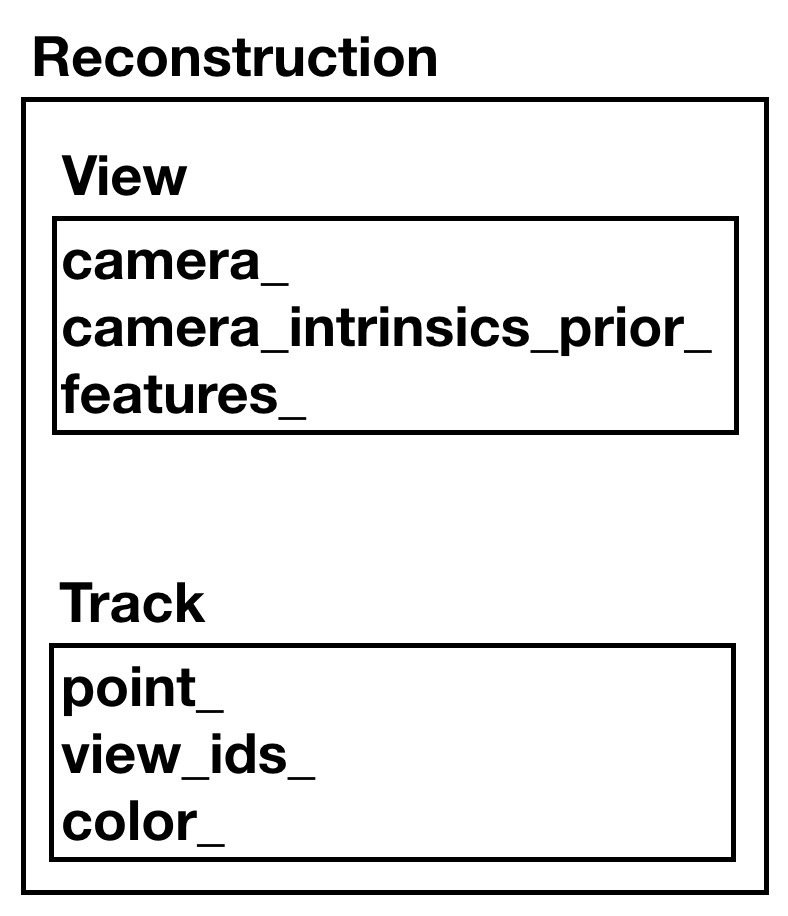 Reconstruction
View
camera_
camera_intrinsics_prior_
features_
Track
point_
view_ids_
color_